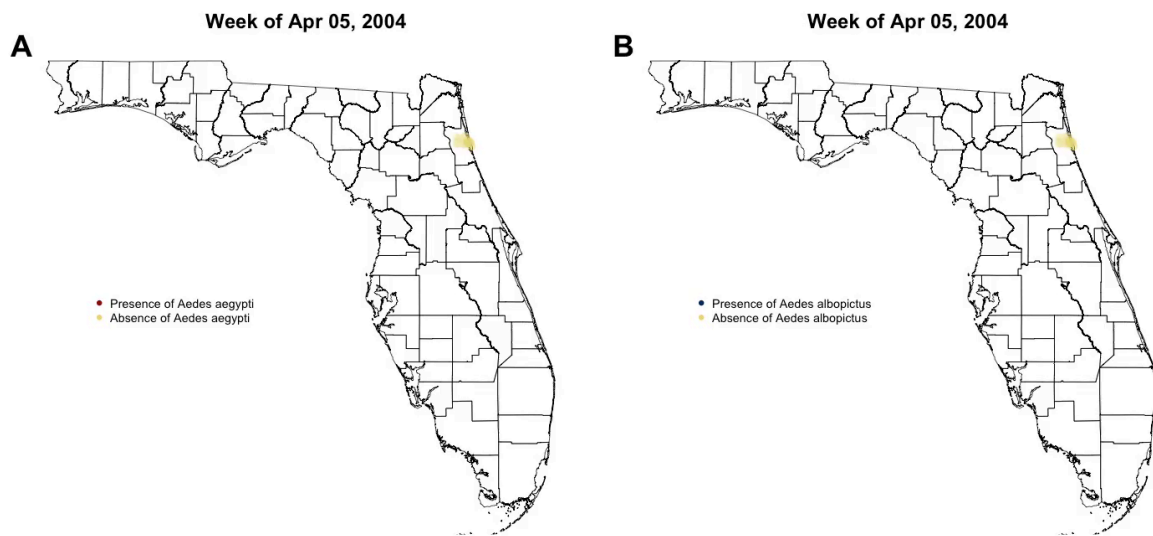 Week of Apr 05, 2004
A
Presence of Aedes aegypti
Absence of Aedes aegypti
Week of Apr 05, 2004
B
Presence of Aedes albopictus
Absence of Aedes albopictus